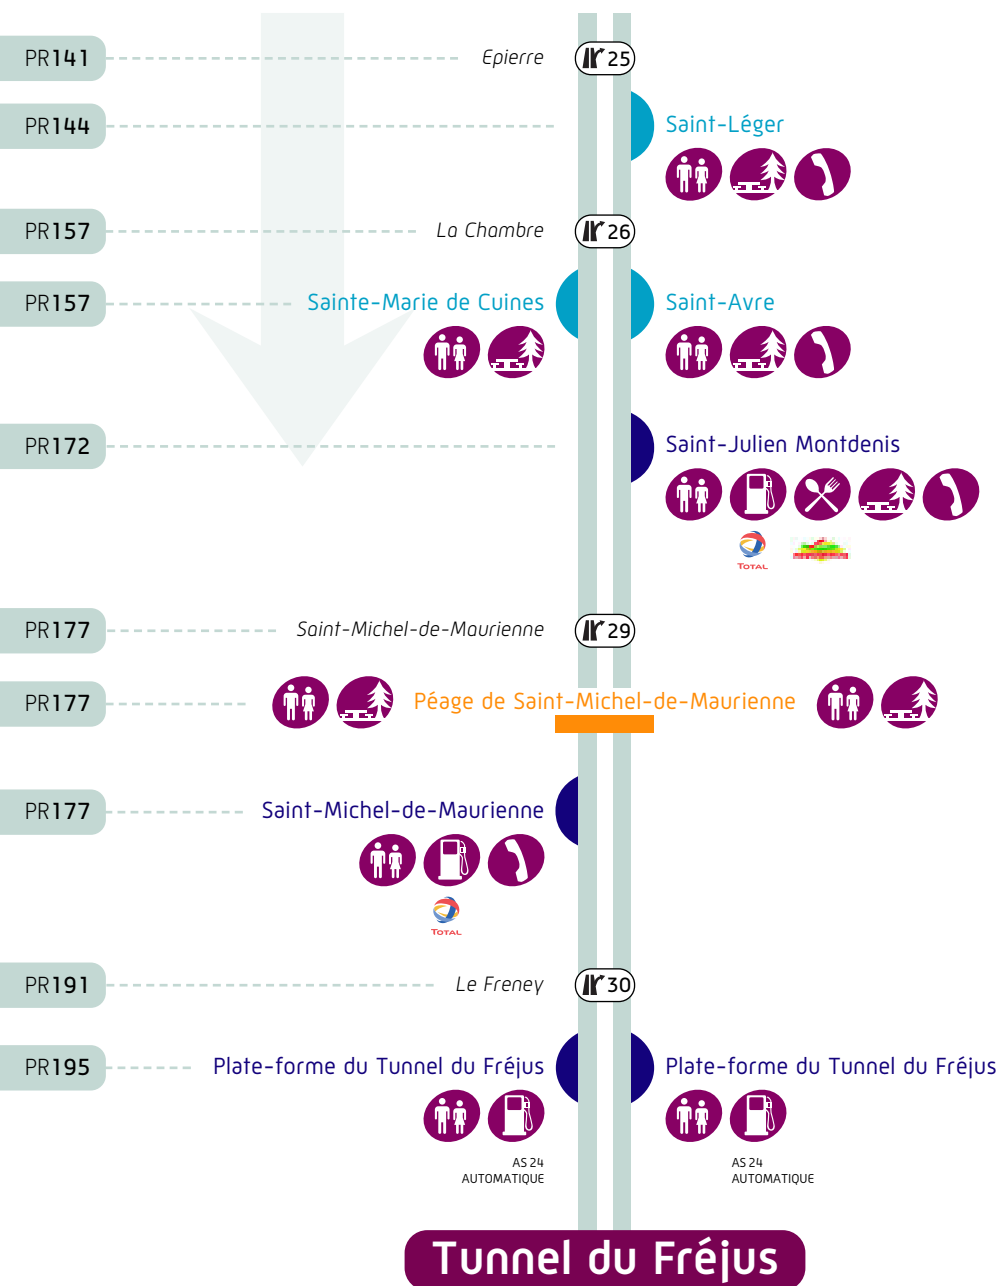 PR141
Epierre
25
PR144
Saint-Léger
PR157
La Chambre
26
PR157
Sainte-Marie de Cuines
Saint-Avre
PR172
Saint-Julien Montdenis
TOTAL
PR177
Saint-Michel-de-Maurienne
29
PR177
Péage de Saint-Michel-de-Maurienne
PR177
Saint-Michel-de-Maurienne
TOTAL
PR191
Le Freney
30
PR195
Plate-forme du Tunnel du Fréjus
Plate-forme du Tunnel du Fréjus
AS 24
AUTOMATIQUE
AS 24
AUTOMATIQUE
Tunnel du Fréjus